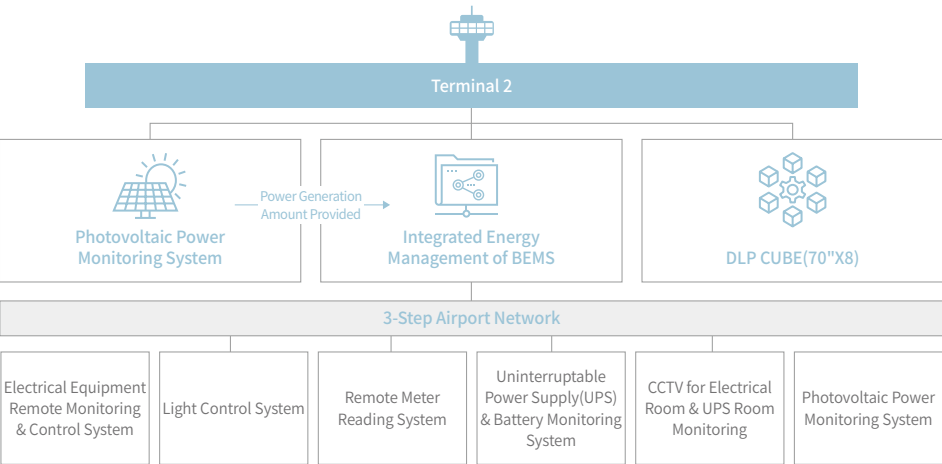 Terminal 2
Power Generation
Amount Provided
Photovoltaic Power
Monitoring System
Integrated Energy
Management of BEMS
DLP CUBE(70"X8)
3-Step Airport Network
Electrical Equipment
Remote Monitoring
& Control System
Light Control System
Remote Meter
Reading System
Uninterruptable
Power Supply(UPS)
& Battery Monitoring
System
CCTV for Electrical
Room & UPS Room
Monitoring
Photovoltaic Power
Monitoring System